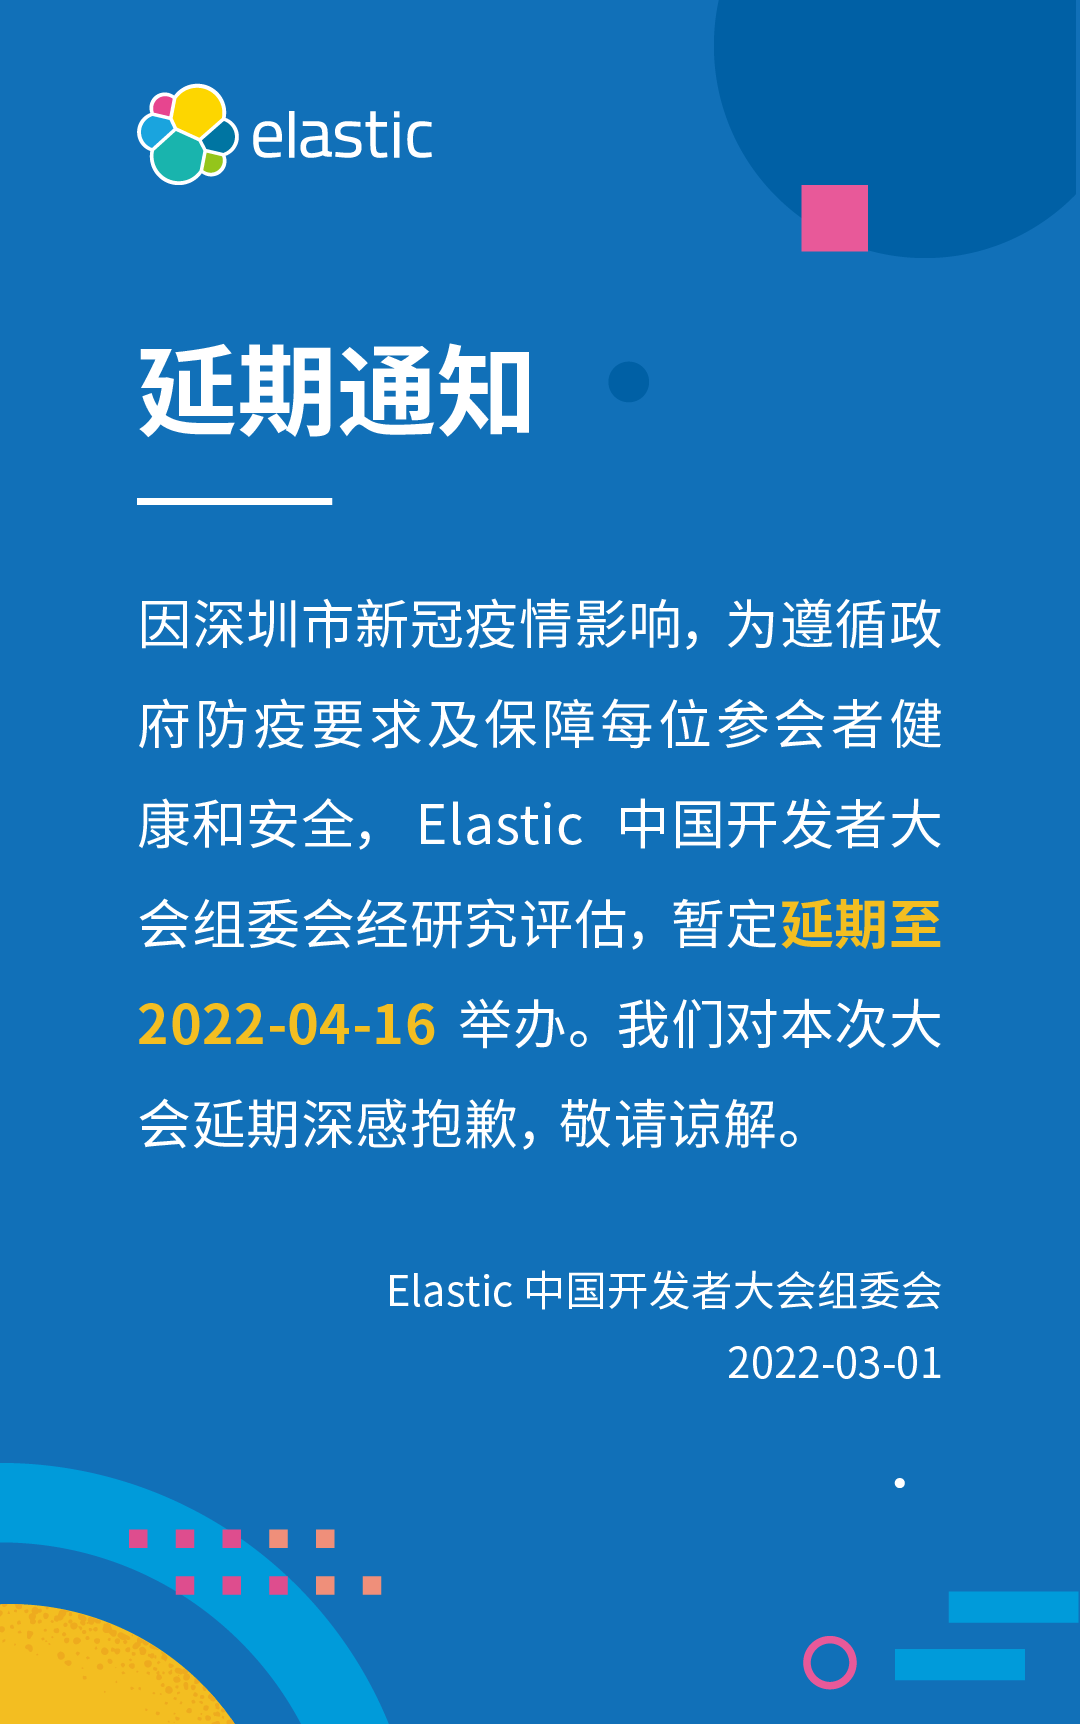 elastic
延期通知
因深圳市新冠疫情影响，为遵循政
府防疫要求及保障每位参会者健
康和安全， Elastic 中国开发者大
会组委会经研究评估，暂定延期至
2022-04-16 举办。我们对本次大
会延期深感抱歉，敬请谅解。
Elastic 中国开发者大会组委会
2022-03-01